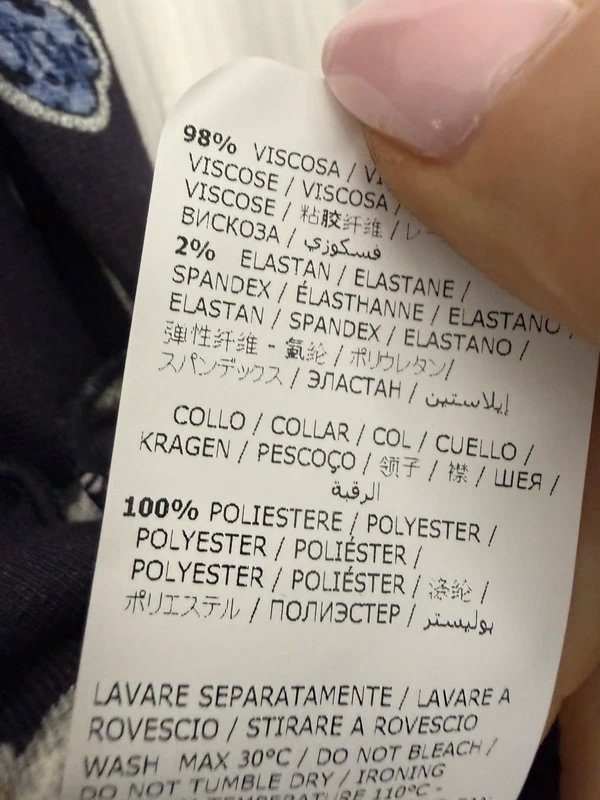 98% VISCOSA /
VISCOSE / VISCOSA /
VISCOSE / 粘胶纤维 /
ВИСКОЗА / فسكوزي
2% ELASTAN / ELASTANE /
SPANDEX / ÉLASTHANNE / ELASTANO /
ELASTAN / SPANDEX / ELASTANO /
弹性纤维 - 氨纶 / ポリウレタン/
スパンデックス / ЭЛАСТАН / إيلاستين
COLLO / COLLAR / COL / CUELLO /
KRAGEN / PESCOÇO / 领子 / 襟 / ШЕЯ /
الرقبة
100% POLIESTERE / POLYESTER /
POLYESTER / POLIÉSTER /
POLYESTER / POLIÉSTER / 涤纶 /
ポリエステル / ПОЛИЭСТЕР / بوليستر
LAVARE SEPARATAMENTE / LAVARE A
ROVESCIO / STIRARE A ROVESCIO
WASH MAX 30°C / DO NOT BLEACH /
DO NOT TUMBLE DRY / IRONING
TEMPERATURE 110°C -